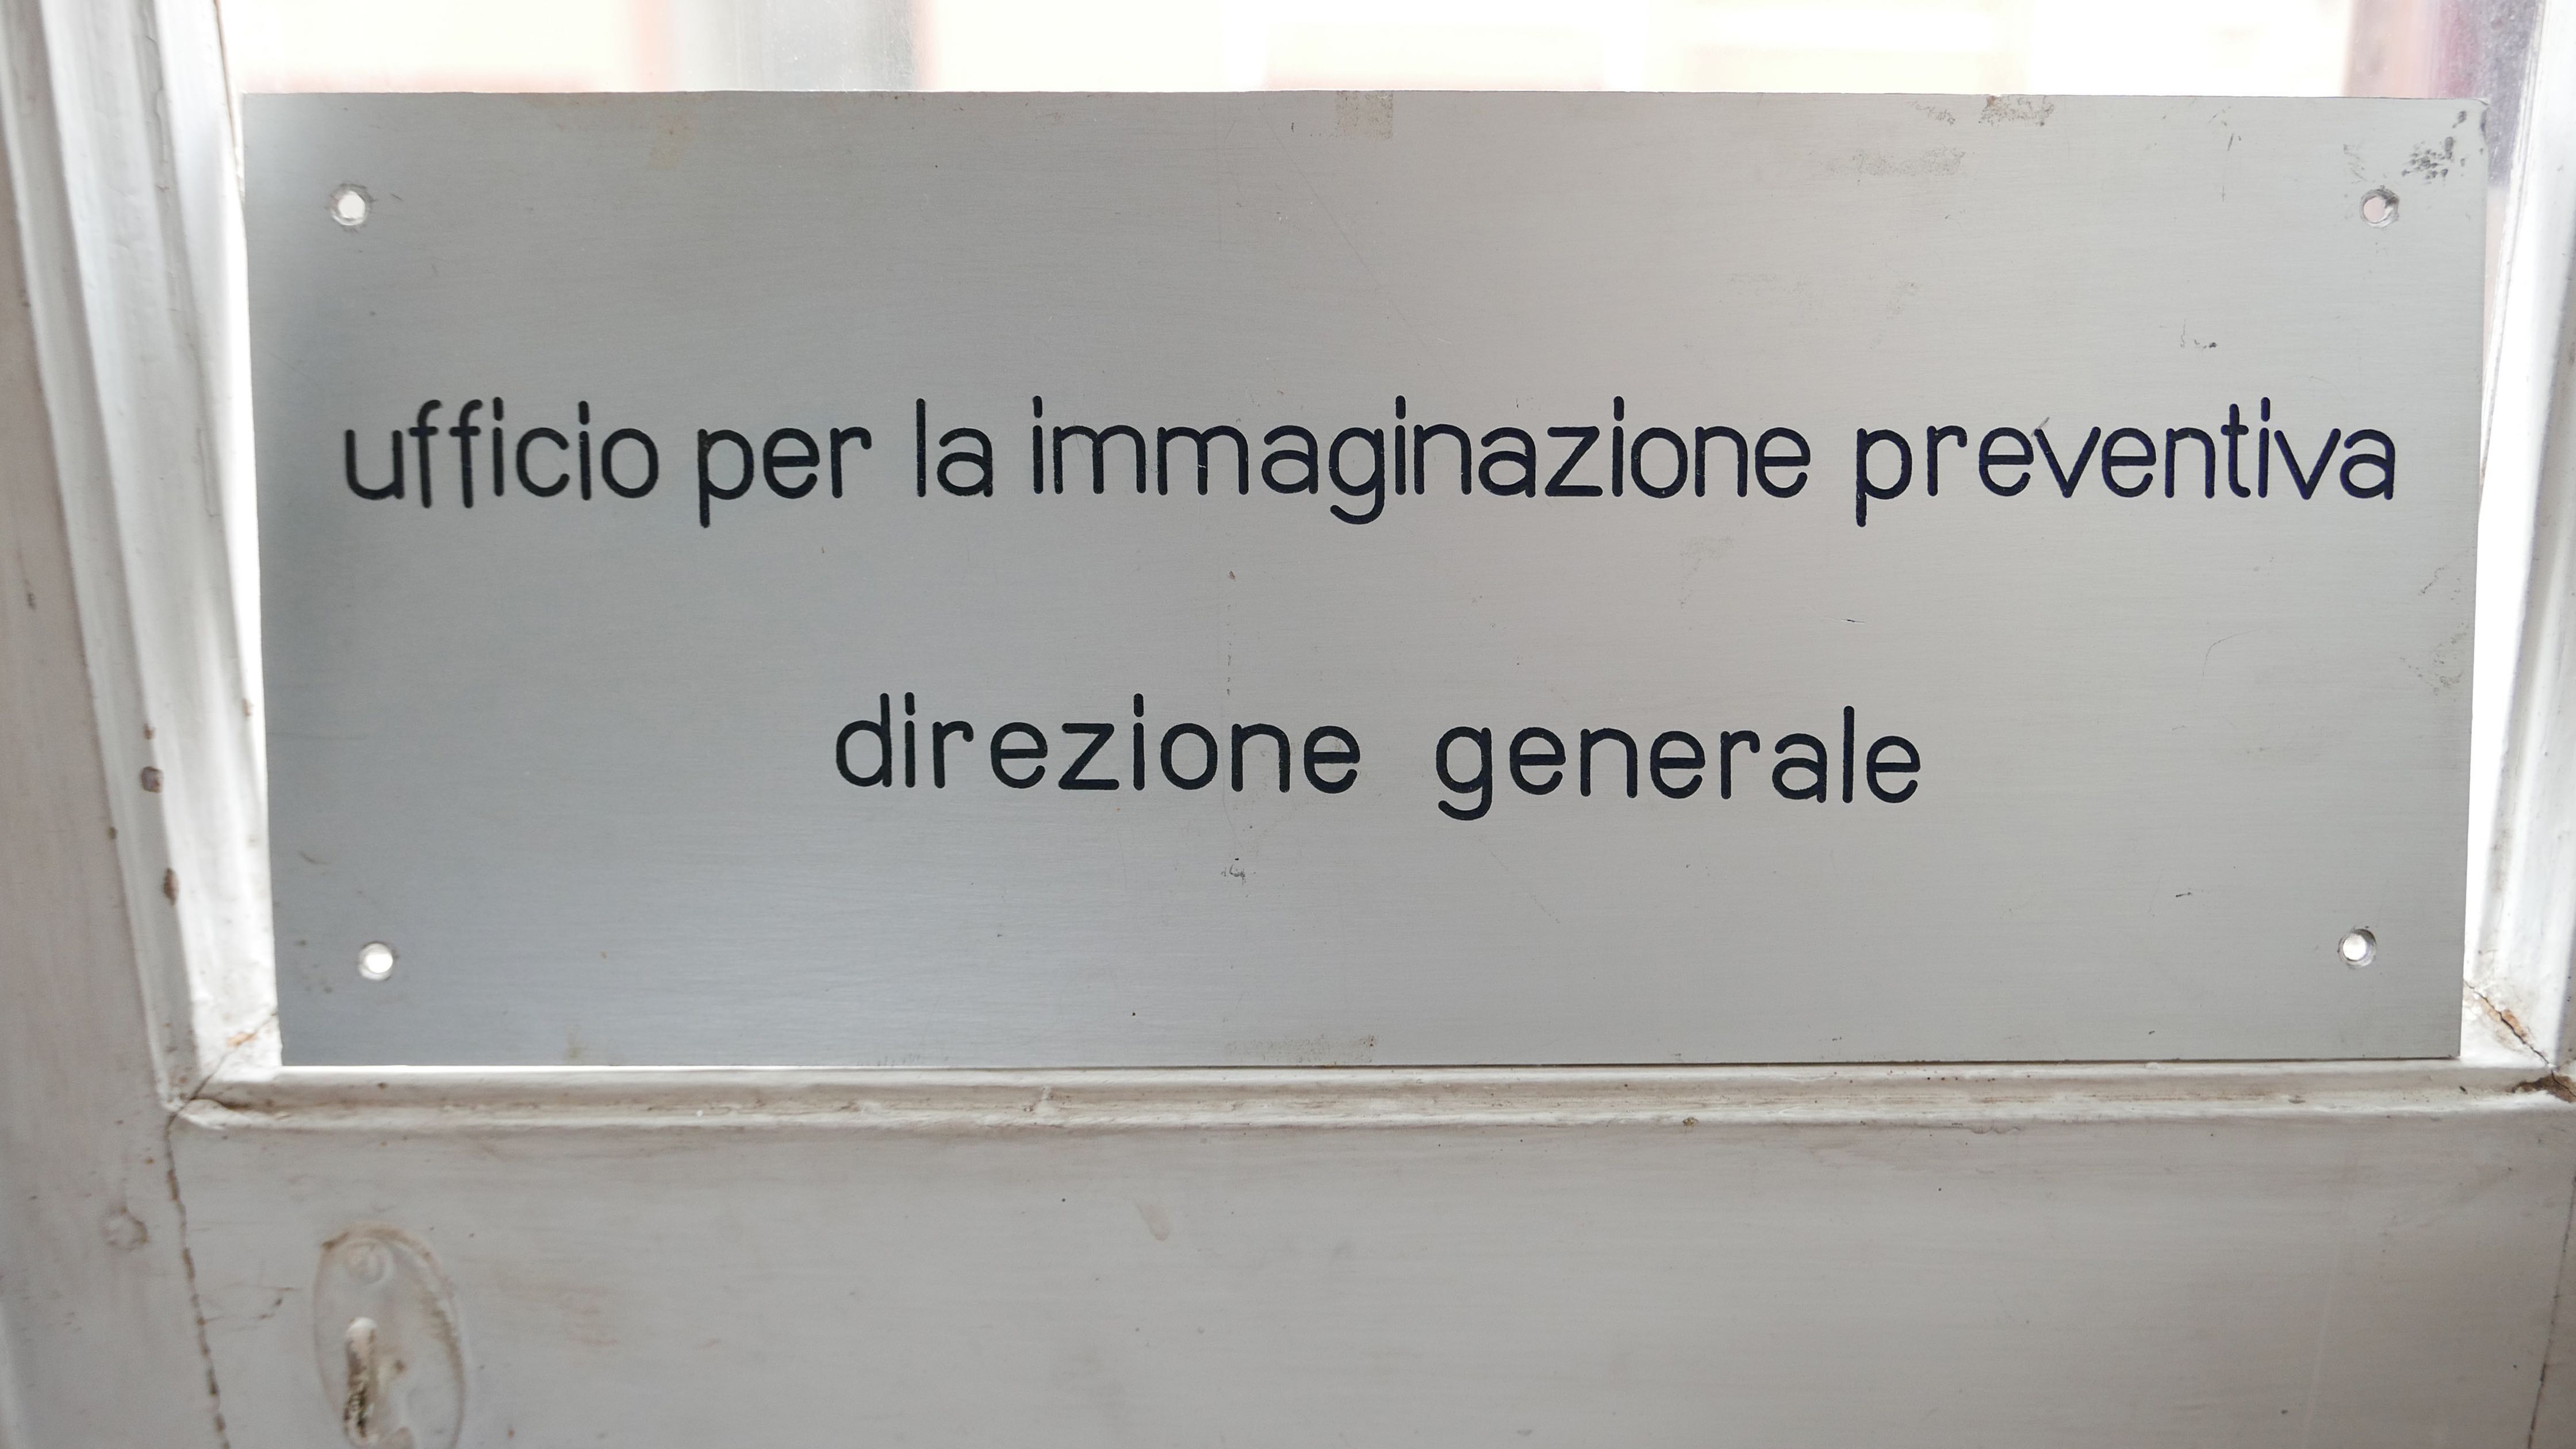 ufficio per la immaginazione preventiva
direzione generale